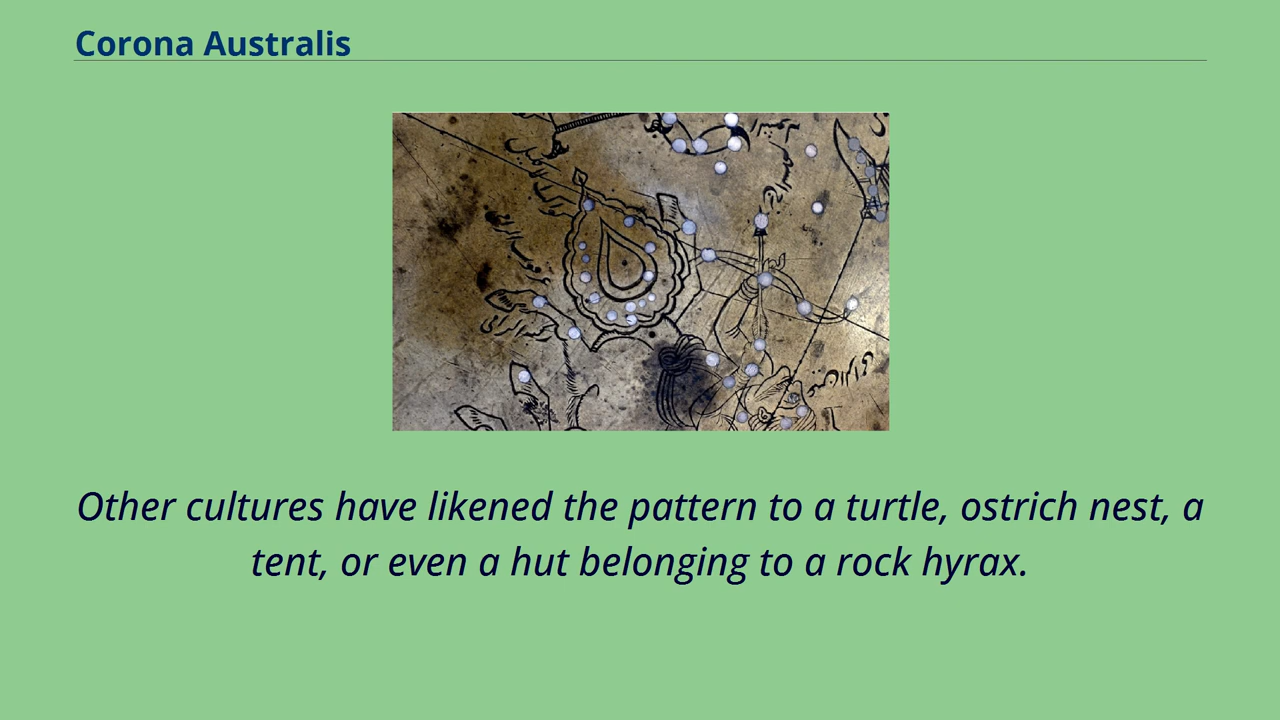 Corona Australis
Other cultures have likened the pattern to a turtle, ostrich nest, a
tent, or even a hut belonging to a rock hyrax.